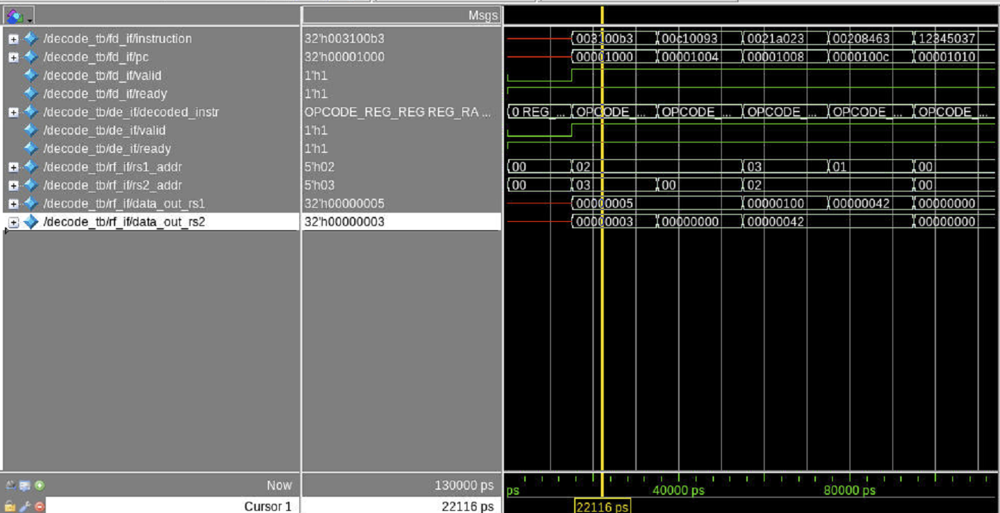 Msgs
/decode_tb/fd_if/instruction 32'h003100b3 003100b3 00c10093 0021a023 00208463 12345037
/decode_tb/fd_if/pc 32'h00001000 00001000 00001004 00001008 0000100c 00001010
/decode_tb/fd_if/valid 1'h1
/decode_tb/fd_if/ready 1'h1
/decode_tb/de_if/decoded_instr OPCODE_REG_REG REG_RA ... 0 REG_... OPCODE_... OPCODE_... OPCODE_... OPCODE_... OPCODE_...
/decode_tb/de_if/valid 1'h1
/decode_tb/de_if/ready 1'h1
/decode_tb/rf_if/rs1_addr 5'h02 00 02 03 01 00
/decode_tb/rf_if/rs2_addr 5'h03 00 03 00 02 00
/decode_tb/rf_if/data_out_rs1 32'h00000005 00000005 00000100 00000042 00000000
/decode_tb/rf_if/data_out_rs2 32'h00000003 00000003 00000000 00000042 00000000
Now 130000 ps ps 40000 ps 80000 ps
Cursor 1 22116 ps 22116 ps